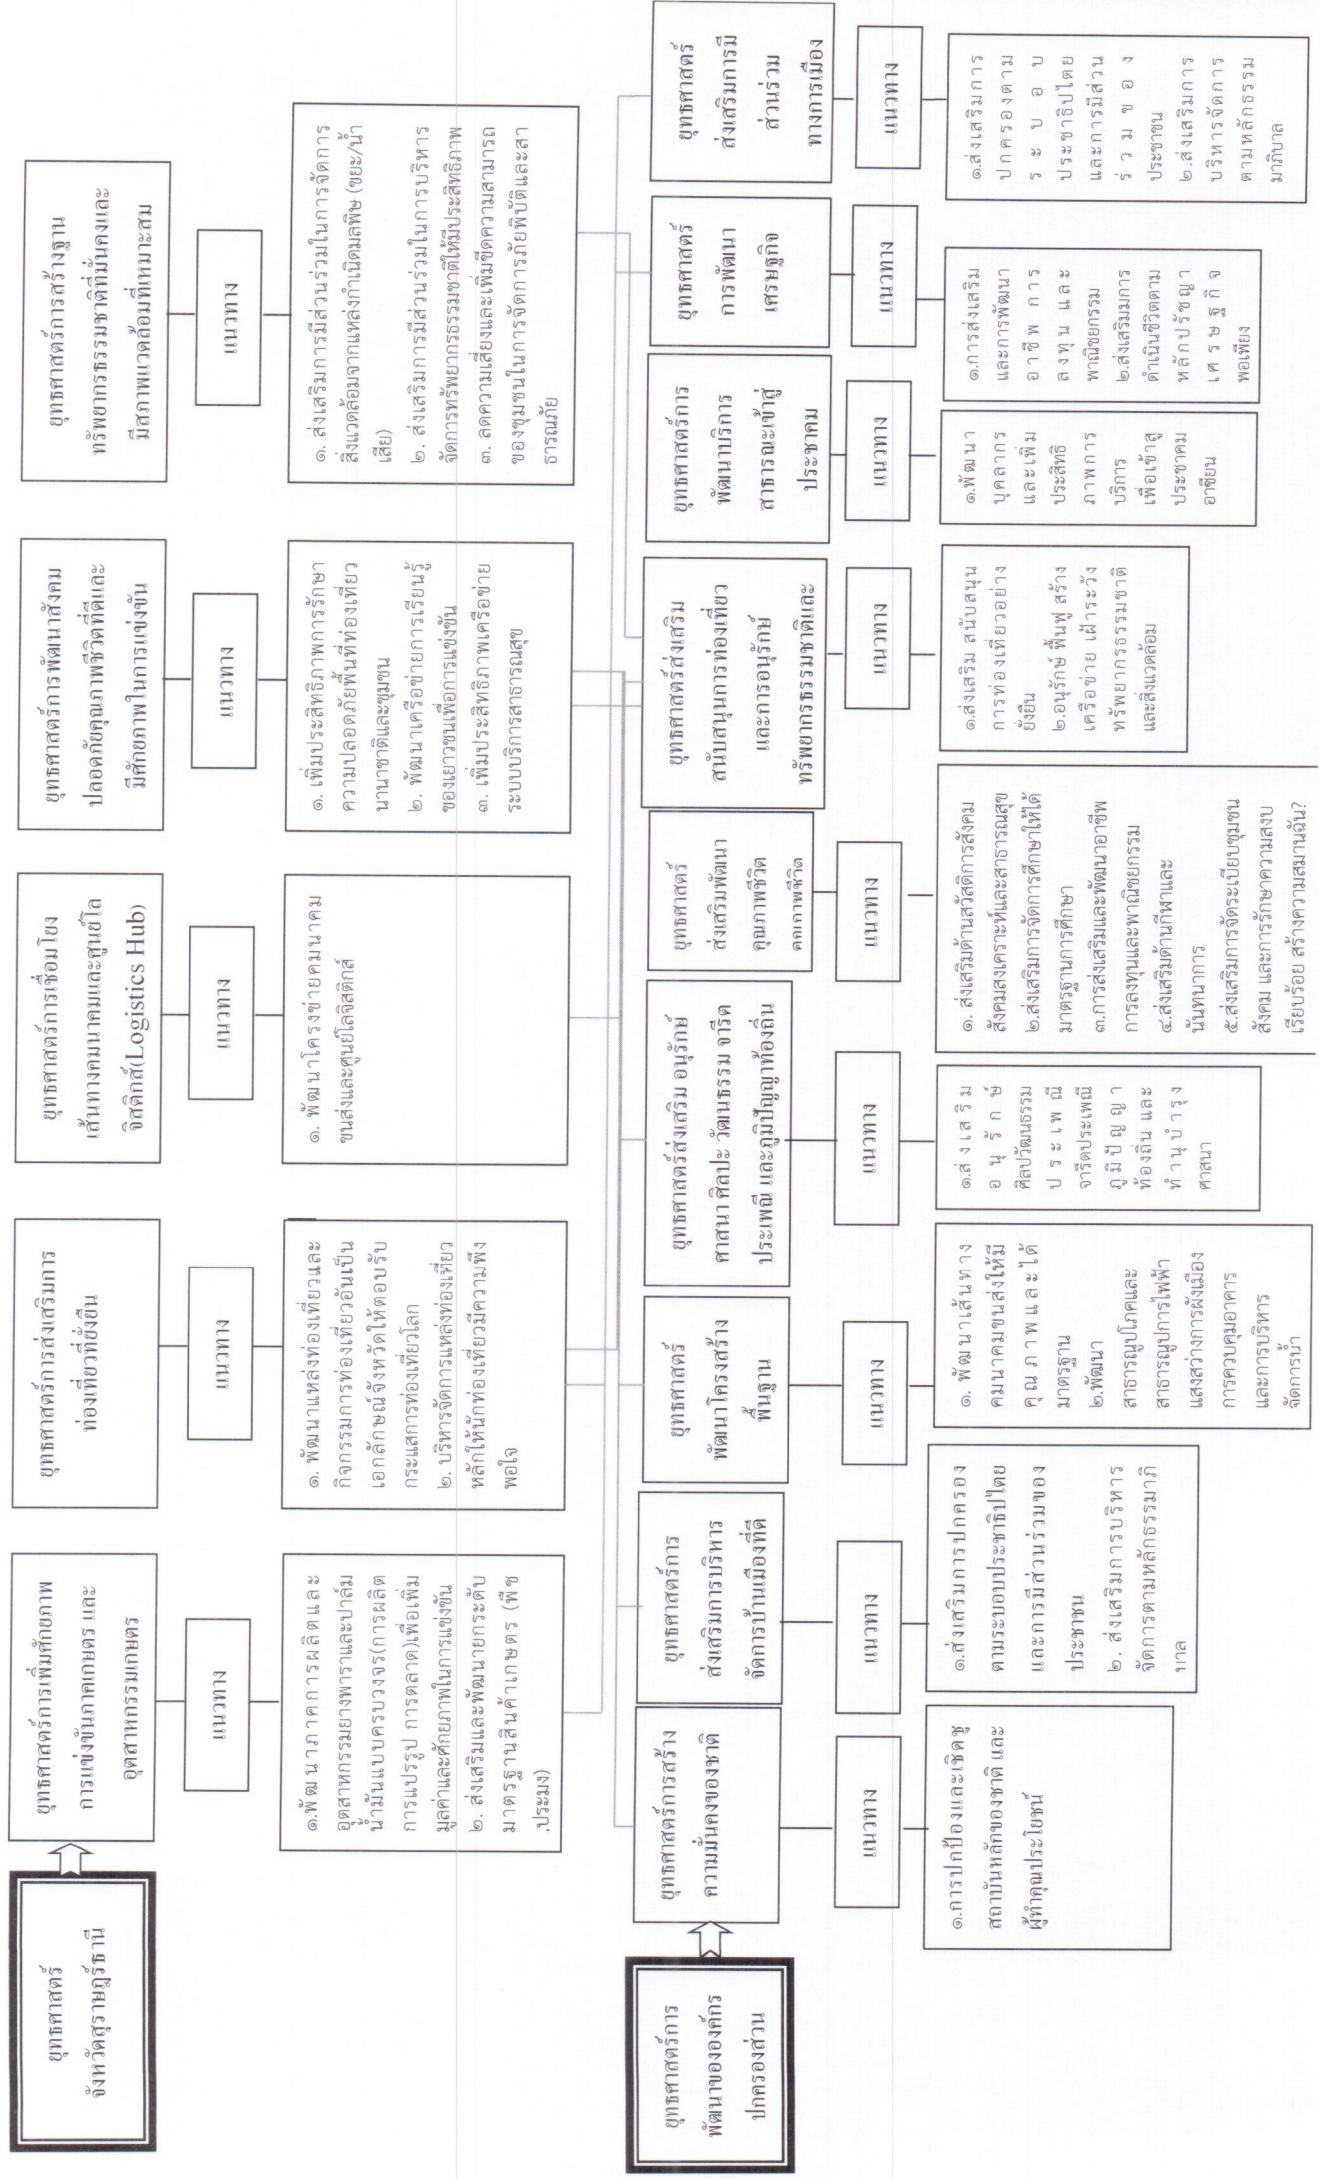 ยุทธศาสตร์
จังหวัดสุราษฎร์ธานี
ยุทธศาสตร์การเพิ่มศักยภาพ
การแข่งขันภาคเกษตร และ
อุตสาหกรรมเกษตร
แนวทาง
๑.พัฒนาภาคการผลิตและ
อุตสาหกรรมยางพาราและปาล์ม
น้ำมันแบบครบวงจร(การผลิต
การแปรรูป การตลาด)เพื่อเพิ่ม
มูลค่าและศักยภาพในการแข่งขัน
๒. ส่งเสริมและพัฒนายกระดับ
มาตรฐานสินค้าเกษตร (พืช
,ประมง)
ยุทธศาสตร์การส่งเสริมการ
ท่องเที่ยวที่ยั่งยืน
แนวทาง
๑. พัฒนาแหล่งท่องเที่ยวและ
กิจกรรมการท่องเที่ยวอันเป็น
เอกลักษณ์จังหวัดให้ตอบรับ
กระแสการท่องเที่ยวโลก
๒. บริหารจัดการแหล่งท่องเที่ยว
หลักให้นักท่องเที่ยวมีความพึง
พอใจ
ยุทธศาสตร์การเชื่อมโยง
เส้นทางคมนาคมและศูนย์โล
จิสติกส์(Logistics Hub)
แนวทาง
๑. พัฒนาโครงข่ายคมนาคม
ขนส่งและศูนย์โลจิสติกส์
ยุทธศาสตร์การพัฒนาสังคม
ปลอดภัยคุณภาพชีวิตที่ดีและ
มีศักยภาพในการแข่งขัน
แนวทาง
๑. เพิ่มประสิทธิภาพการรักษา
ความปลอดภัยพื้นที่ท่องเที่ยว
นานาชาติและชุมชน
๒. พัฒนาเครือข่ายการเรียนรู้
ของเยาวชนเพื่อการแข่งขัน
๓. เพิ่มประสิทธิภาพเครือข่าย
ระบบบริการสาธารณสุข
ยุทธศาสตร์การสร้างฐาน
ทรัพยากรธรรมชาติที่มั่นคงและ
มีสภาพแวดล้อมที่เหมาะสม
แนวทาง
๑. ส่งเสริมการมีส่วนร่วมในการจัดการ
สิ่งแวดล้อมจากแหล่งกำเนิดมลพิษ (ขยะ/น้ำ
เสีย)
๒. ส่งเสริมการมีส่วนร่วมในการบริหาร
จัดการทรัพยากรธรรมชาติให้มีประสิทธิภาพ
๓. ลดความเสี่ยงและเพิ่มขีดความสามารถ
ของชุมชนในการจัดการภัยพิบัติและสา
ธารณภัย
ยุทธศาสตร์การ
พัฒนาขององค์กร
ปกครองส่วน
ยุทธศาสตร์การสร้าง
ความมั่นคงของชาติ
แนวทาง
๑.การปกป้องและเชิดชู
สถาบันหลักของชาติ และ
ผู้ทำคุณประโยชน์
ยุทธศาสตร์การ
ส่งเสริมการบริหาร
จัดการบ้านเมืองที่ดี
แนวทาง
๑.ส่งเสริมการปกครอง
ตามระบอบประชาธิปไตย
และการมีส่วนร่วมของ
ประชาชน
๒. ส่งเสริมการบริหาร
จัดการตามหลักธรรมาภิ
บาล
ยุทธศาสตร์
พัฒนาโครงสร้าง
พื้นฐาน
แนวทาง
๑. พัฒนาเส้นทาง
คมนาคมขนส่งให้มี
คุณภาพและได้
มาตรฐาน
๒.พัฒนา
สาธารณูปโภคและ
สาธารณูปการไฟฟ้า
แสงสว่างการผังเมือง
การควบคุมอาคาร
และการบริหาร
จัดการน้ำ
ยุทธศาสตร์ส่งเสริม อนุรักษ์
ศาสนา ศิลปะ วัฒนธรรม จารีต
ประเพณี และภูมิปัญญาท้องถิ่น
แนวทาง
๑.ส่งเสริม
อนุรักษ์
ศิลปวัฒนธรรม
ประเพณี
จารีตประเพณี
ภูมิปัญญา
ท้องถิ่น และ
ทำนุบำรุง
ศาสนา
ยุทธศาสตร์
ส่งเสริมพัฒนา
คุณภาพชีวิต
คุณภาพชีวิต
แนวทาง
๑. ส่งเสริมด้านสวัสดิการสังคม
สังคมสงเคราะห์และสาธารณสุข
๒.ส่งเสริมการจัดการศึกษาให้ได้
มาตรฐานการศึกษา
๓.การส่งเสริมและพัฒนาอาชีพ
การลงทุนและพาณิชยกรรม
๔.ส่งเสริมด้านกีฬาและ
นันทนาการ
๕.ส่งเสริมการจัดระเบียบชุมชน
สังคม และการรักษาความสงบ
เรียบร้อย สร้างความสมานฉัน?
ยุทธศาสตร์ส่งเสริม
สนับสนุนการท่องเที่ยว
และการอนุรักษ์
ทรัพยากรธรรมชาติและ
แนวทาง
๑.ส่งเสริม สนับสนุน
การท่องเที่ยวอย่าง
ยั่งยืน
๒.อนุรักษ์ ฟื้นฟู สร้าง
เครือข่าย เฝ้าระวัง
ทรัพยากรธรรมชาติ
และสิ่งแวดล้อม
ยุทธศาสตร์การ
พัฒนาบริการ
สาธารณะเข้าสู่
ประชาคม
แนวทาง
๑.พัฒนา
บุคลากร
และเพิ่ม
ประสิทธิ
ภาพการ
บริการ
เพื่อเข้าสู่
ประชาคม
อาเซียน
ยุทธศาสตร์
การพัฒนา
เศรษฐกิจ
แนวทาง
๑.การส่งเสริม
และการพัฒนา
อาชีพ การ
ลงทุน และ
พาณิชยกรรม
๒.ส่งเสริมมการ
ดำเนินชีวิตตาม
หลักปรัชญา
เศรษฐกิจ
พอเพียง
ยุทธศาสตร์
ส่งเสริมการมี
ส่วนร่วม
ทางการเมือง
แนวทาง
๑.ส่งเสริมการ
ปกครองตาม
ระบอบ
ประชาธิปไตย
และการมีส่วน
ร่วมของ
ประชาชน
๒.ส่งเสริมการ
บริหารจัดการ
ตามหลักธรรม
มาภิบาล